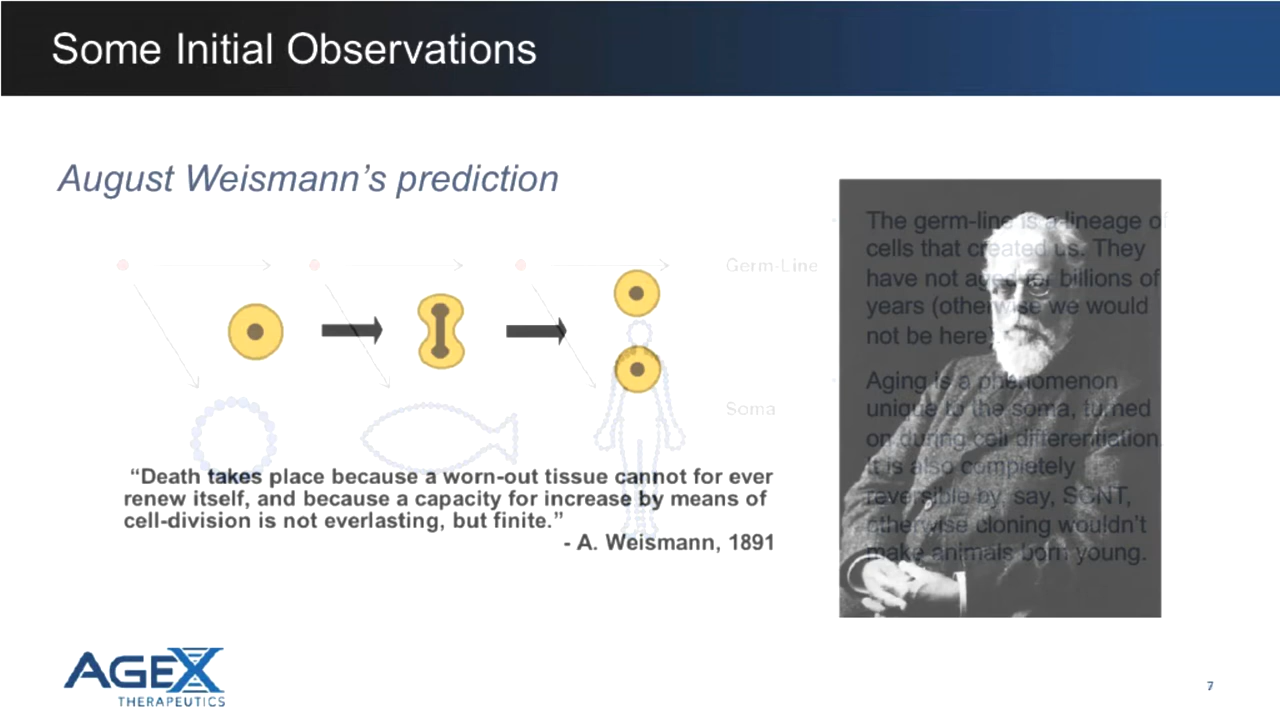 Some Initial Observations
August Weismann's prediction
Germ-Line
Soma
“Death takes place because a worn-out tissue cannot for ever
renew itself, and because a capacity for increase by means of
cell-division is not everlasting, but finite.”
- A. Weismann, 1891
The germ-line is a lineage of
cells that created us. They
have not aged for billions of
years (otherwise we would
not be here)
Aging is a phenomenon
unique to the soma, turned
on during cell differentiation.
It is also completely
reversible by, say, SCNT,
otherwise cloning wouldn't
make animals born young.
AGEX
THERAPEUTICS
7